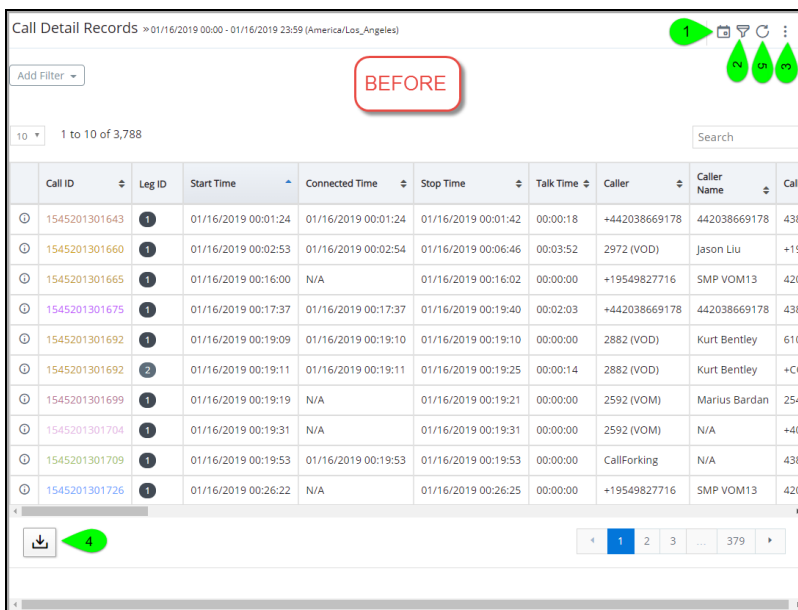 Call Detail Records » 01/16/2019 00:00 - 01/16/2019 23:59 (America/Los_Angeles)
1
2
5
3
Add Filter
BEFORE
10 1 to 10 of 3,788 Search
Call ID Leg ID Start Time Connected Time Stop Time Talk Time Caller Caller Name Cal
1545201301643 1 01/16/2019 00:01:24 01/16/2019 00:01:24 01/16/2019 00:01:42 00:00:18 +442038669178 442038669178 438
1545201301660 1 01/16/2019 00:02:53 01/16/2019 00:02:54 01/16/2019 00:06:46 00:03:52 2972 (VOD) Jason Liu +19
1545201301665 1 01/16/2019 00:16:00 N/A 01/16/2019 00:16:02 00:00:00 +19549827716 SMP VOM13 420
1545201301675 1 01/16/2019 00:17:37 01/16/2019 00:17:37 01/16/2019 00:19:40 00:02:03 +442038669178 442038669178 438
1545201301692 1 01/16/2019 00:19:09 01/16/2019 00:19:10 01/16/2019 00:19:10 00:00:00 2882 (VOD) Kurt Bentley 610
1545201301692 2 01/16/2019 00:19:11 01/16/2019 00:19:11 01/16/2019 00:19:25 00:00:14 2882 (VOD) Kurt Bentley +C
1545201301699 1 01/16/2019 00:19:19 N/A 01/16/2019 00:19:21 00:00:00 2592 (VOM) Marius Bardan 254
1545201301704 1 01/16/2019 00:19:31 N/A 01/16/2019 00:19:31 00:00:00 2592 (VOM) N/A +40
1545201301709 1 01/16/2019 00:19:53 01/16/2019 00:19:53 01/16/2019 00:19:53 00:00:00 CallForking N/A 438
1545201301726 1 01/16/2019 00:26:22 N/A 01/16/2019 00:26:25 00:00:00 +19549827716 SMP VOM13 420
4
1 2 3 ... 379